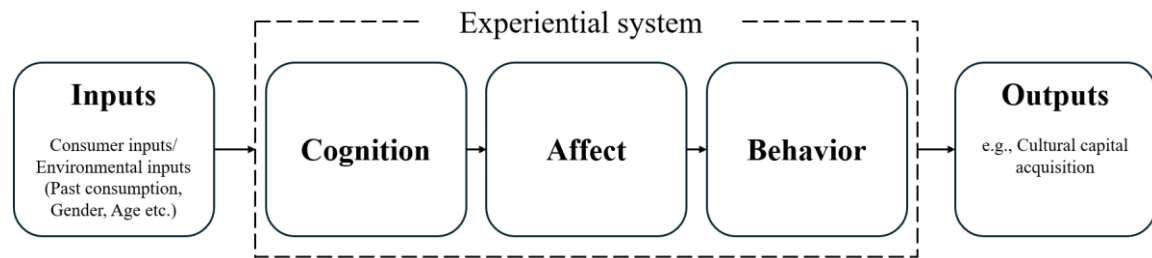 Experiential system
Inputs
Consumer inputs/
Environmental inputs
(Past consumption,
Gender, Age etc.)
Cognition
Affect
Behavior
Outputs
e.g., Cultural capital
acquisition